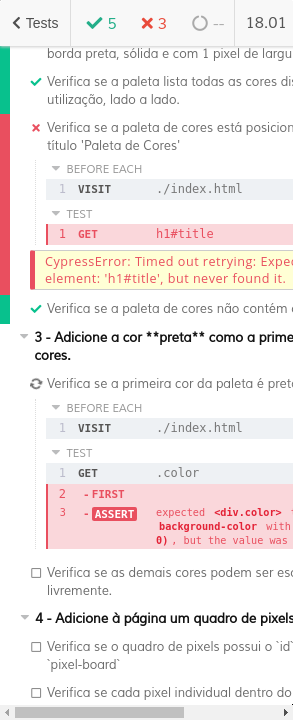 Tests 5 3 -- 18.01
borda preta, sólida e com 1 pixel de largu
Verifica se a paleta lista todas as cores dis
utilização, lado a lado.
Verifica se a paleta de cores está posicion
título 'Paleta de Cores'
BEFORE EACH
1 VISIT ./index.html
TEST
1 GET h1#title
CypressError: Timed out retrying: Expec
element: 'h1#title', but never found it.
Verifica se a paleta de cores não contém c
3 - Adicione a cor **preta** como a prime
cores.
Verifica se a primeira cor da paleta é pret
BEFORE EACH
1 VISIT ./index.html
TEST
1 GET .color
2 - FIRST
3 - ASSERT expected <div.color> t
background-color with
0), but the value was
Verifica se as demais cores podem ser esc
livremente.
4 - Adicione à página um quadro de pixels
Verifica se o quadro de pixels possui o `id`
`pixel-board`
Verifica se cada pixel individual dentro do